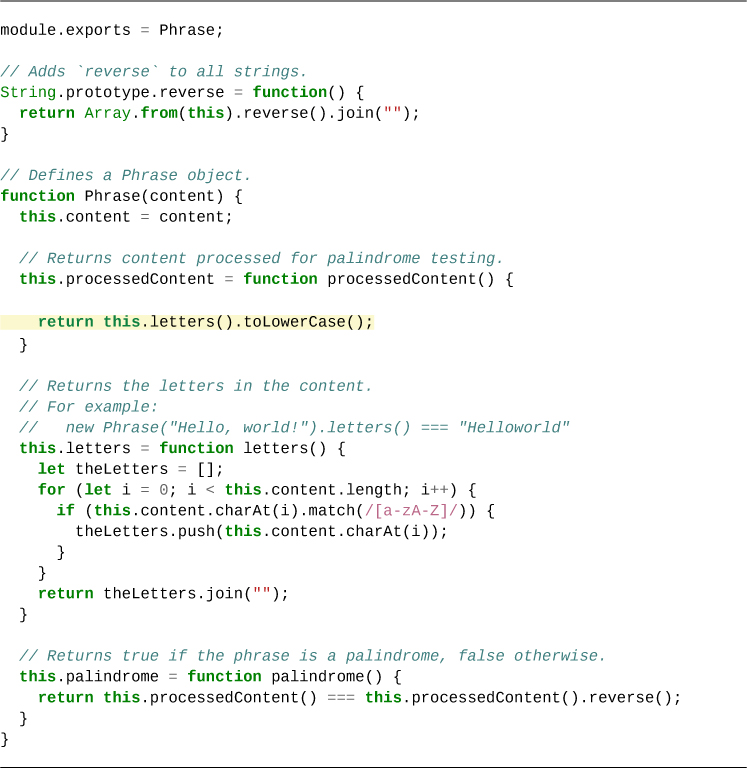 module.exports = Phrase;

// Adds `reverse` to all strings.
String.prototype.reverse = function() {
  return Array.from(this).reverse().join("");
}

// Defines a Phrase object.
function Phrase(content) {
  this.content = content;

  // Returns content processed for palindrome testing.
  this.processedContent = function processedContent() {

    return this.letters().toLowerCase();
  }

  // Returns the letters in the content.
  // For example:
  //   new Phrase("Hello, world!").letters() === "Helloworld"
  this.letters = function letters() {
    let theLetters = [];
    for (let i = 0; i < this.content.length; i++) {
      if (this.content.charAt(i).match(/[a-zA-Z]/)) {
        theLetters.push(this.content.charAt(i));
      }
    }
    return theLetters.join("");
  }

  // Returns true if the phrase is a palindrome, false otherwise.
  this.palindrome = function palindrome() {
    return this.processedContent() === this.processedContent().reverse();
  }
}